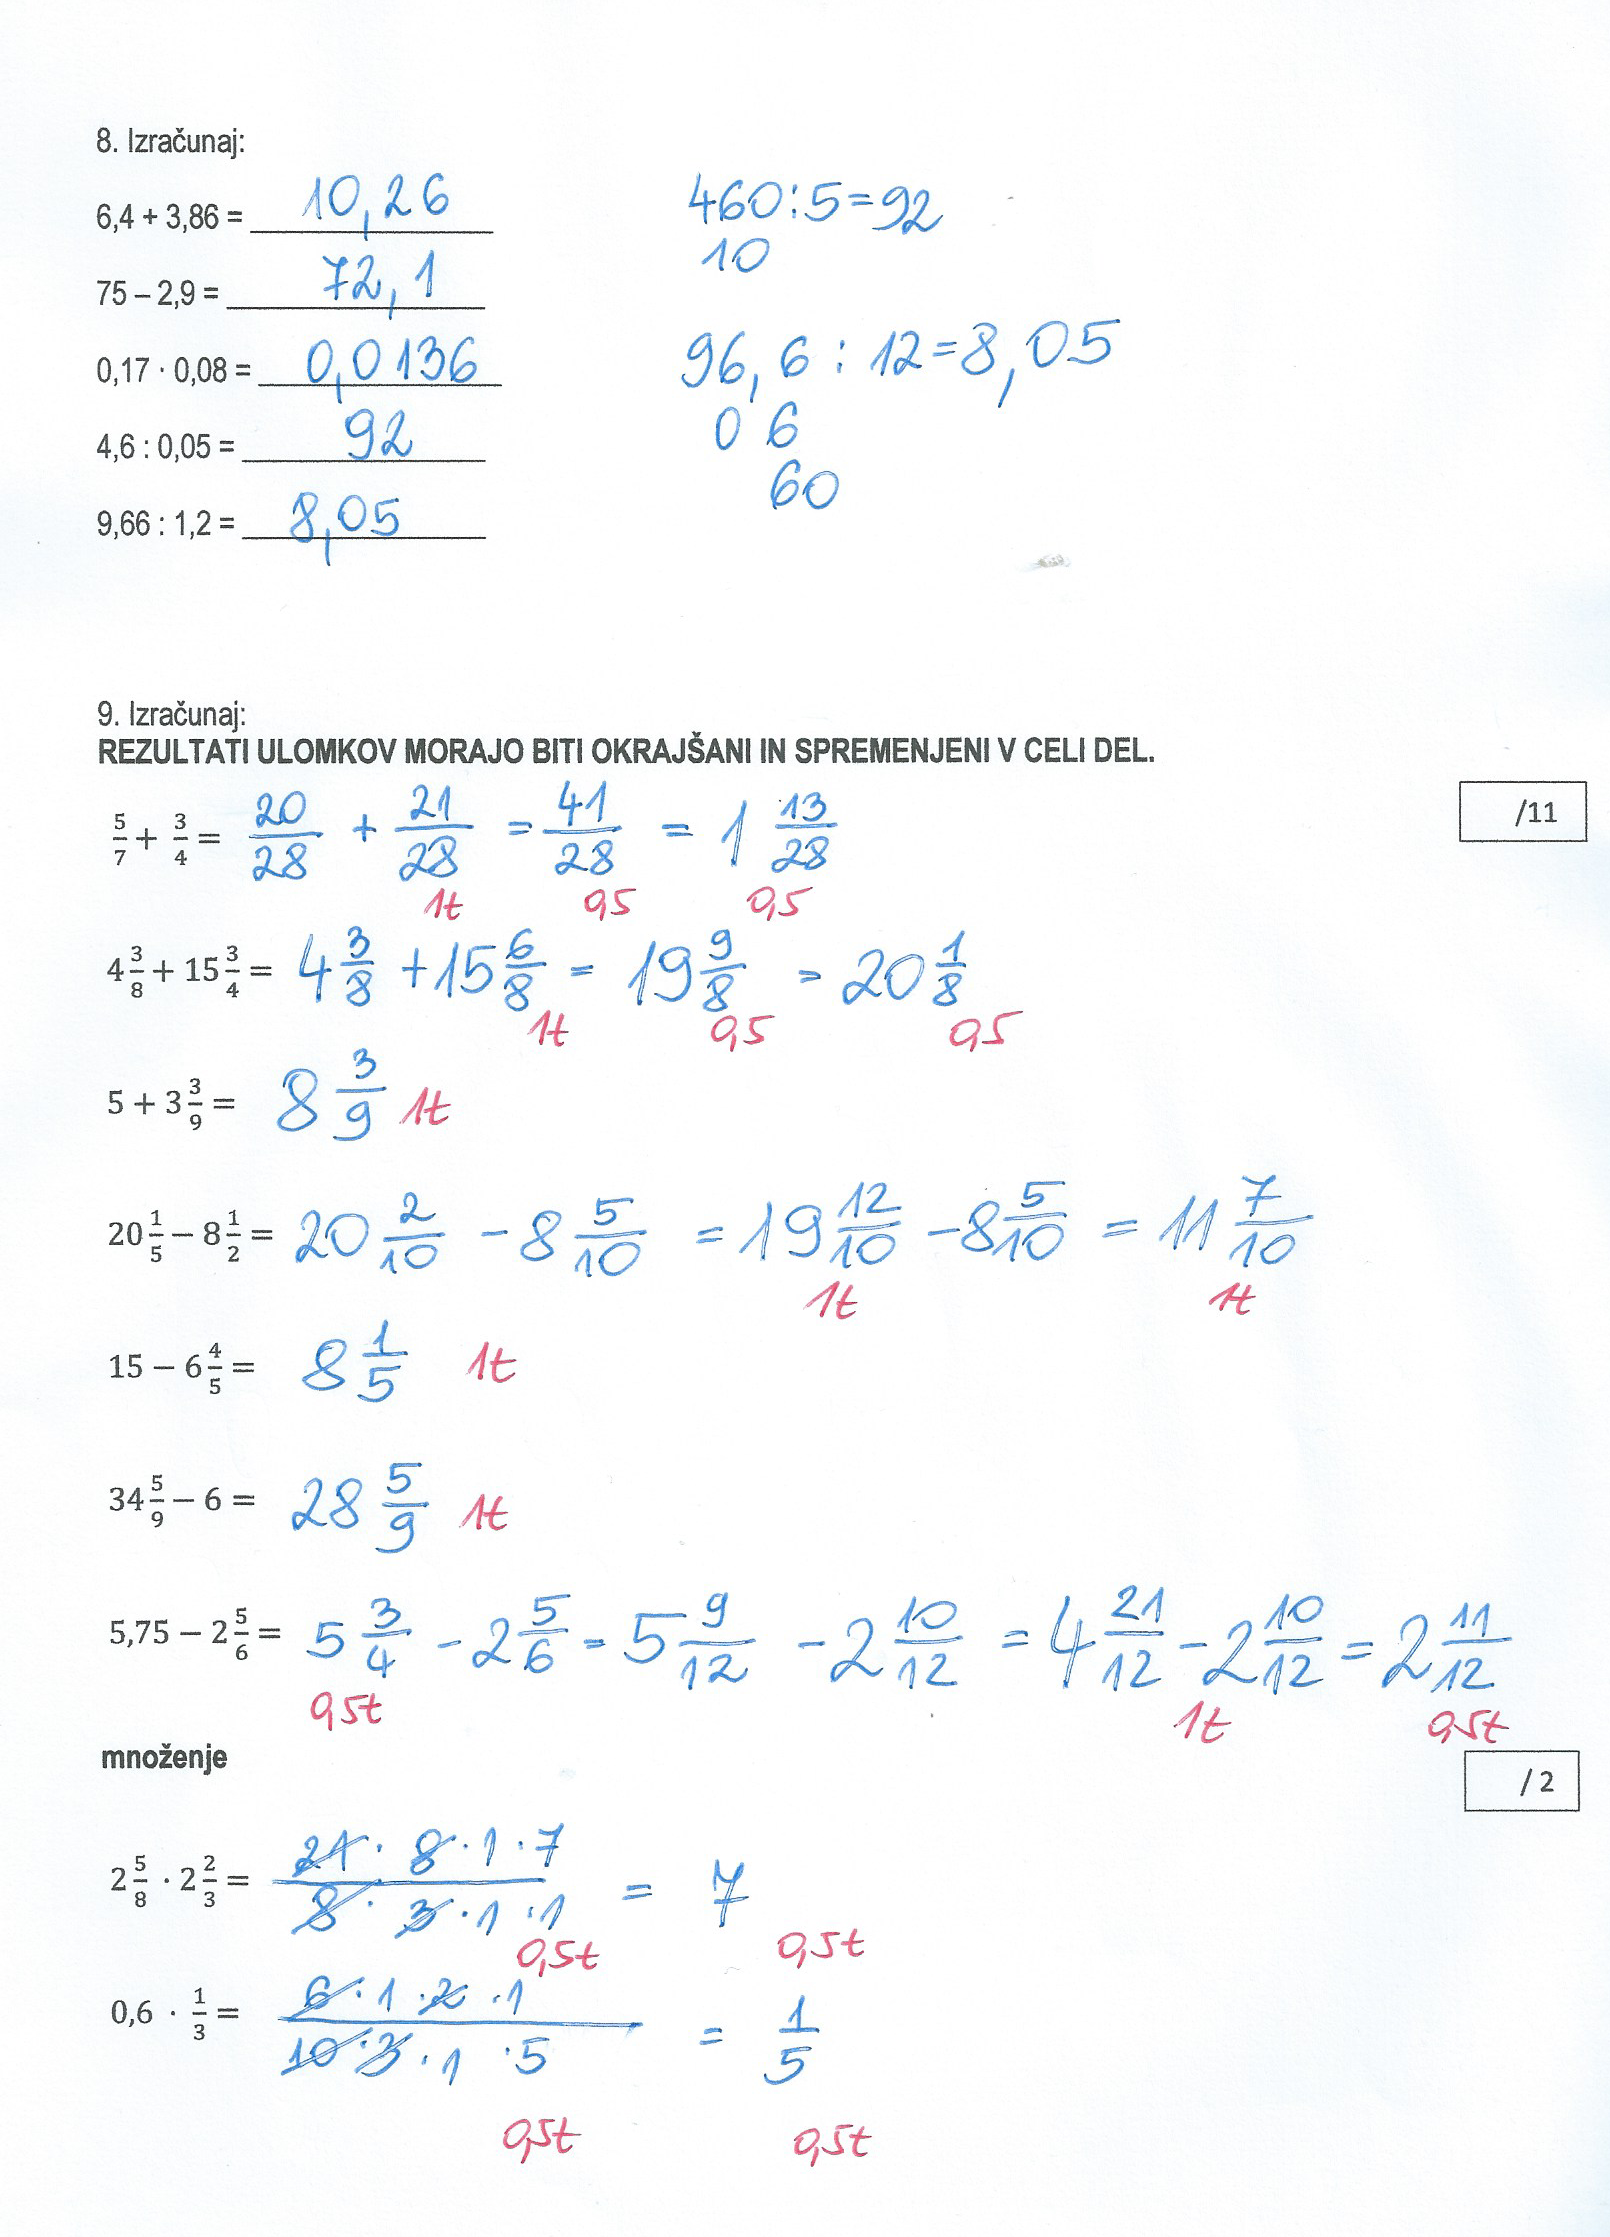 8. Izračunaj:
6,4 + 3,86 = 10,26
460:5=92
10
75 – 2,9 = 72,1
0,17 · 0,08 = 0,0136
96,6 : 12=8,05
0 6
60
4,6 : 0,05 = 92
9,66 : 1,2 = 8,05
9. Izračunaj:
REZULTATI ULOMKOV MORAJO BITI OKRAJŠANI IN SPREMENJENI V CELI DEL.
/11
5/7 + 3/4 = 20/28 + 21/28 = 41/28 = 1 13/28
1t 0,5 0,5
4 3/8 + 15 3/4 = 4 3/8 + 15 6/8 = 19 9/8 = 20 1/8
1t 0,5 0,5
5 + 3 3/9 = 8 3/9 1t
20 1/5 – 8 1/2 = 20 2/10 - 8 5/10 = 19 12/10 - 8 5/10 = 11 7/10
1t 1t
15 – 6 4/5 = 8 1/5 1t
34 5/9 – 6 = 28 5/9 1t
5,75 – 2 5/6 = 5 3/4 - 2 5/6 = 5 9/12 - 2 10/12 = 4 21/12 - 2 10/12 = 2 11/12
0,5t 1t 0,5t
množenje
/ 2
2 5/8 · 2 2/3 = 21 · 8 · 1 · 7 / 8 · 3 · 1 · 1 = 7
0,5t 0,5t
0,6 · 1/3 = 6 · 1 · 2 · 1 / 10 · 3 · 1 · 5 = 1/5
0,5t 0,5t